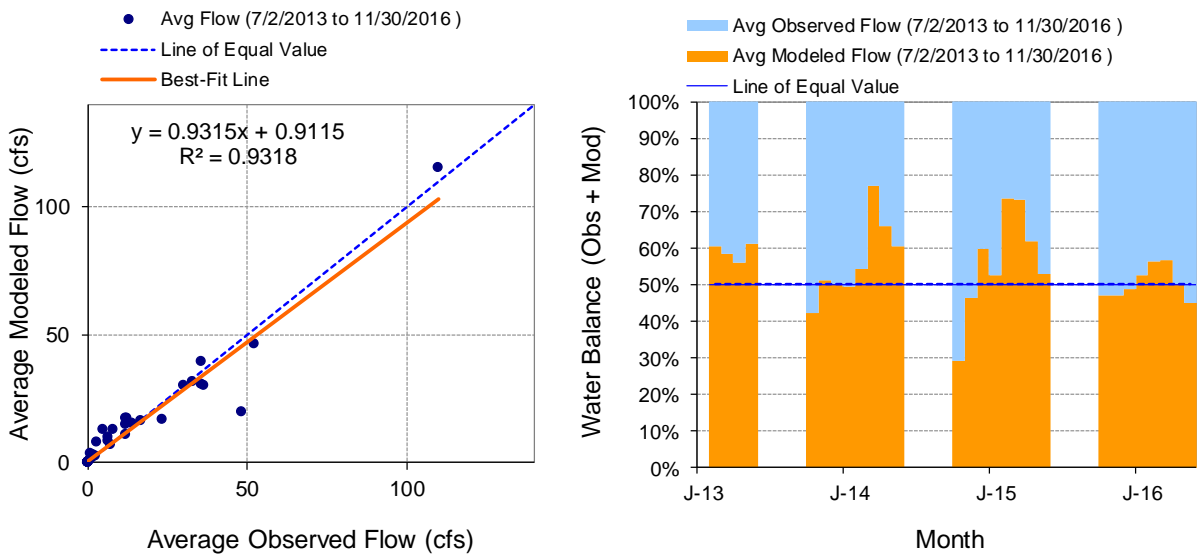 Avg Flow (7/2/2013 to 11/30/2016 )
Line of Equal Value
Best-Fit Line
y = 0.9315x + 0.9115
R² = 0.9318
100
50
0
0 50 100
Average Modeled Flow (cfs)
Average Observed Flow (cfs)
Avg Observed Flow (7/2/2013 to 11/30/2016 )
Avg Modeled Flow (7/2/2013 to 11/30/2016 )
Line of Equal Value
100%
90%
80%
70%
60%
50%
40%
30%
20%
10%
0%
J-13 J-14 J-15 J-16
Water Balance (Obs + Mod)
Month